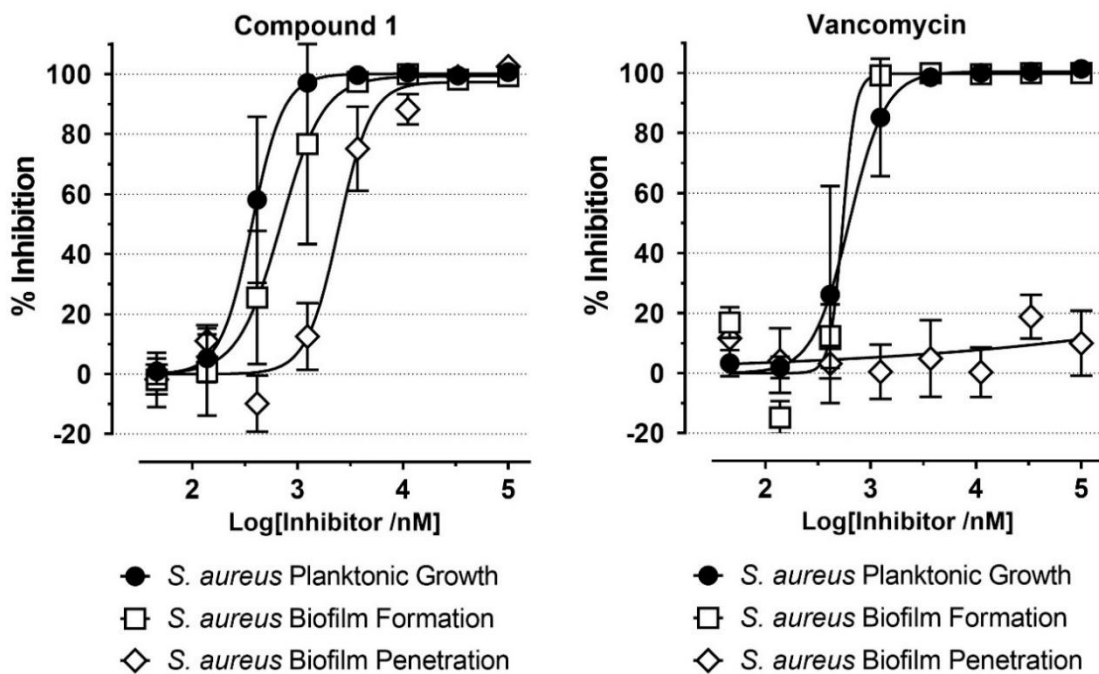 Compound 1
% Inhibition
100
80
60
40
20
0
-20
2 3 4 5
Log[Inhibitor /nM]
S. aureus Planktonic Growth
S. aureus Biofilm Formation
S. aureus Biofilm Penetration
Vancomycin
% Inhibition
100
80
60
40
20
0
-20
2 3 4 5
Log[Inhibitor /nM]
S. aureus Planktonic Growth
S. aureus Biofilm Formation
S. aureus Biofilm Penetration